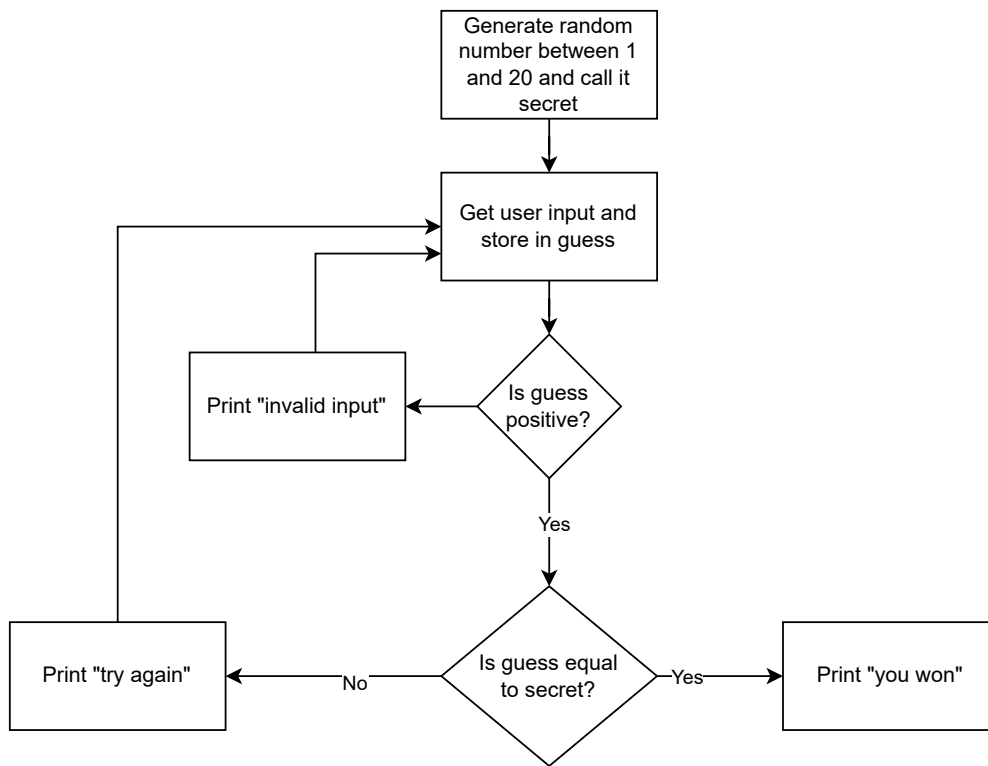 Generate random
number between 1
and 20 and call it
secret
Get user input and
store in guess
Is guess
positive?
Print "invalid input"
Yes
Is guess equal
to secret?
No
Print "try again"
Yes
Print "you won"